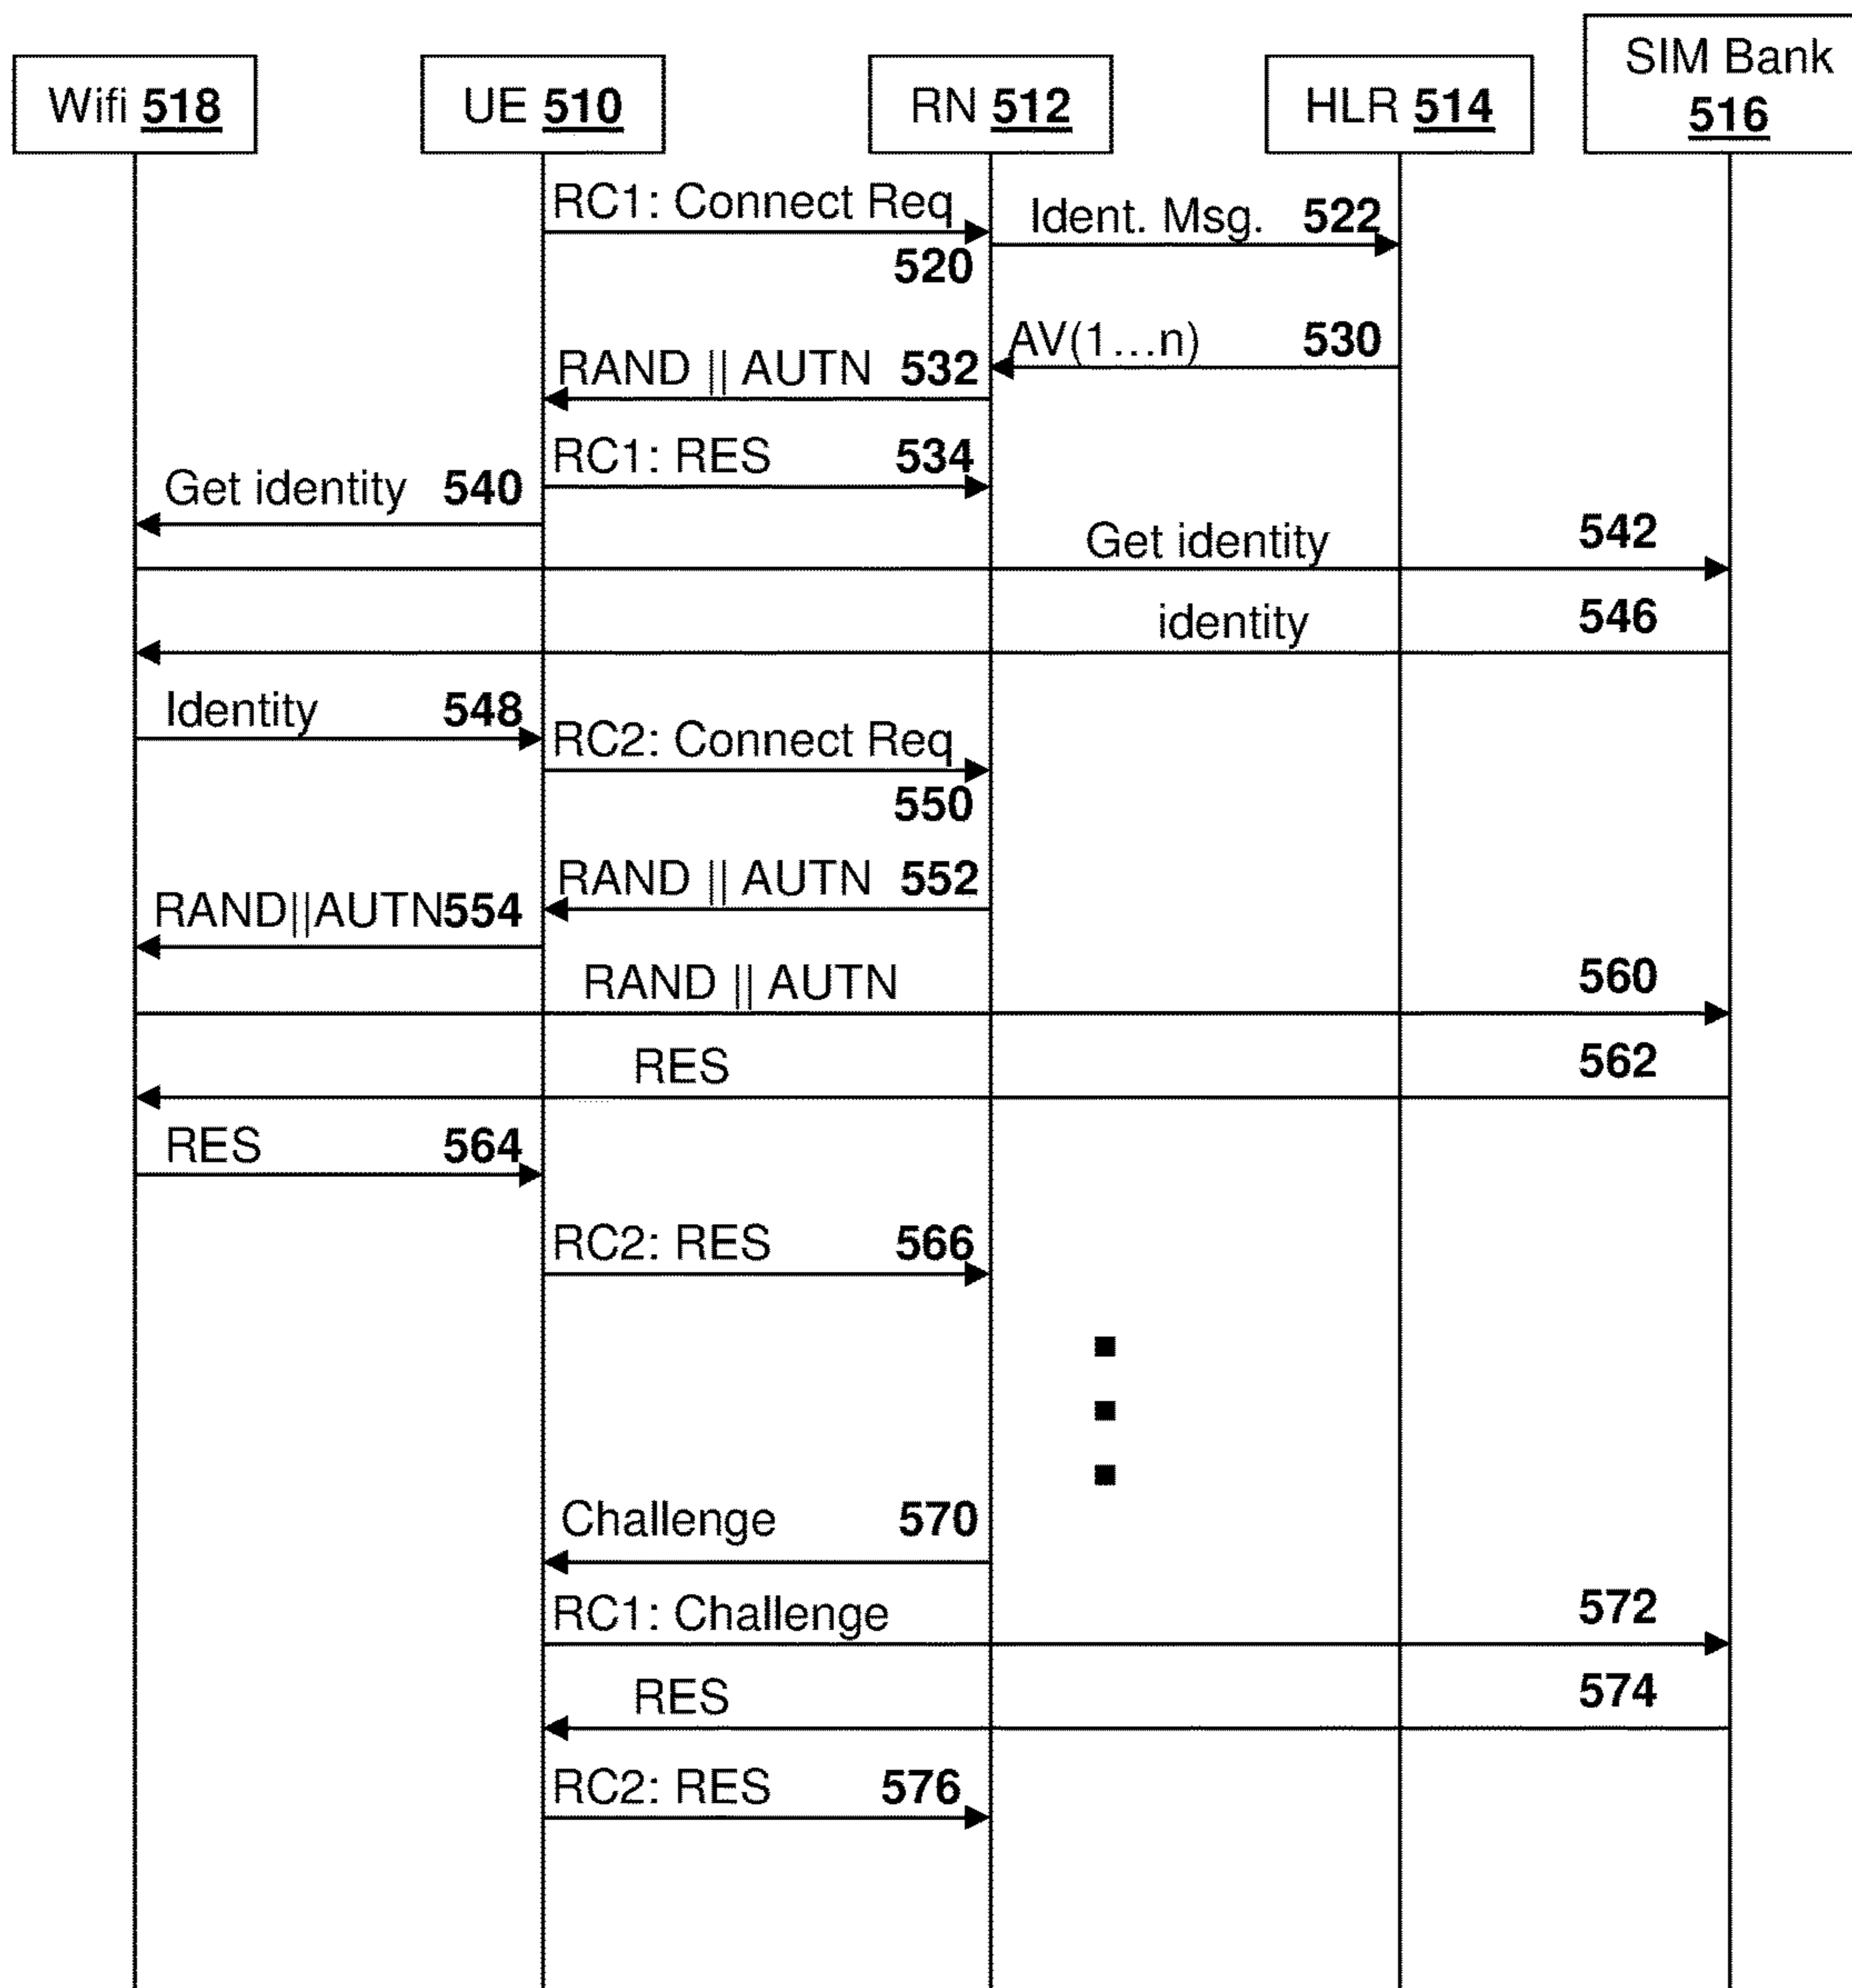 Wifi 518
UE 510
RN 512
HLR 514
SIM Bank
516
RC1: Connect Req
520
Ident. Msg. 522
AV(1...n) 530
RAND || AUTN 532
RC1: RES 534
Get identity 540
Get identity 542
identity 546
Identity 548
RC2: Connect Req
550
RAND || AUTN 552
RAND||AUTN554
RAND || AUTN 560
RES 562
RES 564
RC2: RES 566
Challenge 570
RC1: Challenge 572
RES 574
RC2: RES 576